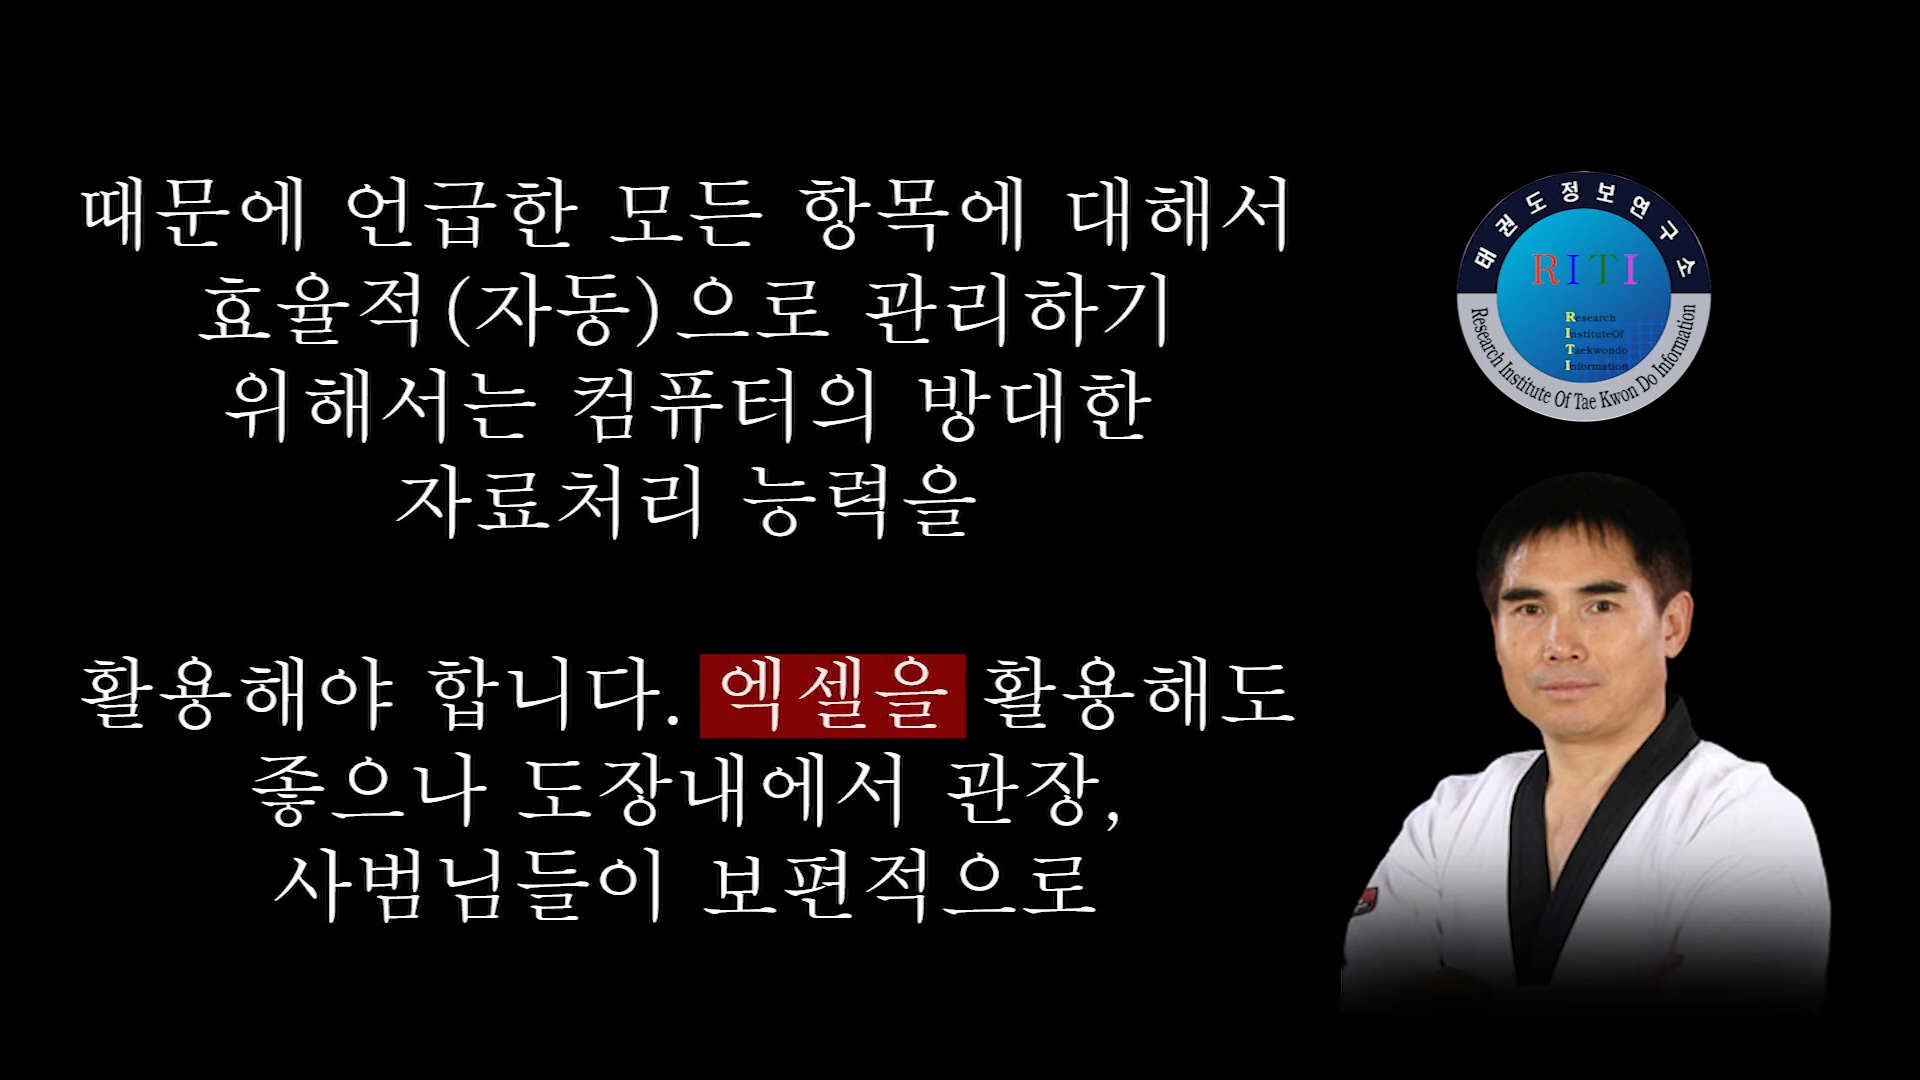 때문에 언급한 모든 항목에 대해서
효율적(자동)으로 관리하기
위해서는 컴퓨터의 방대한
자료처리 능력을
활용해야 합니다. 엑셀을 활용해도
좋으나 도장내에서 관장,
사범님들이 보편적으로
태권도정보연구소
RITI
Research
InstituteOf
Taekwondo
Information
Research Institute Of Tae Kwon Do Information